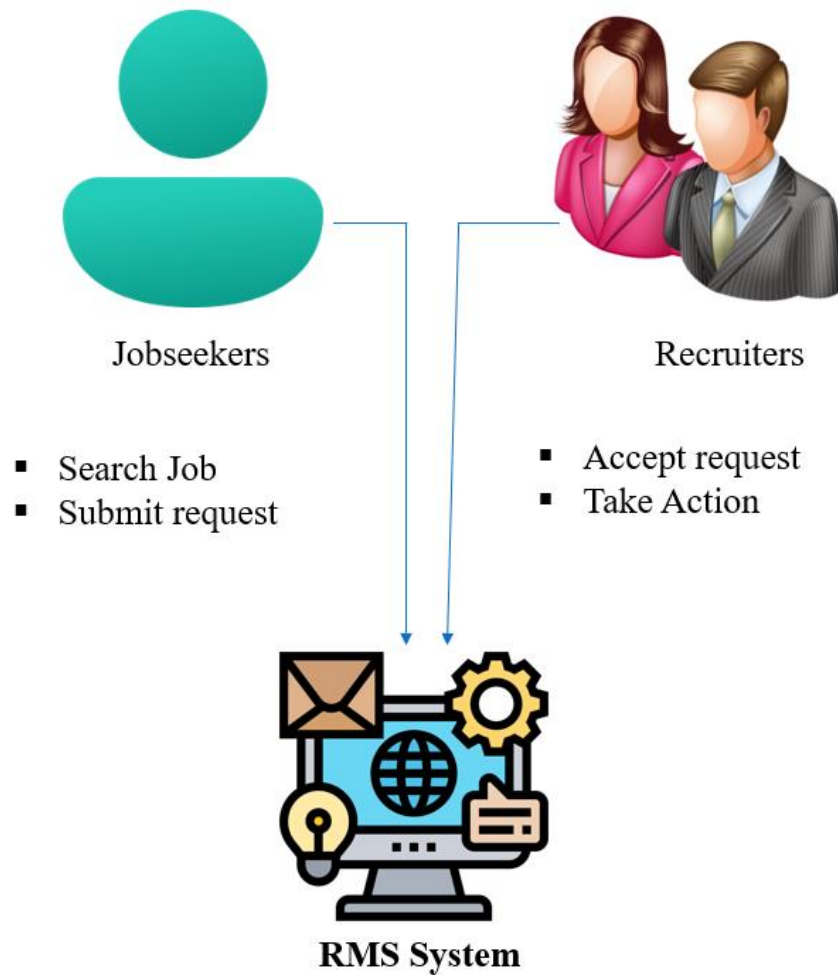 Jobseekers
Recruiters
▪ Search Job
▪ Submit request
▪ Accept request
▪ Take Action
RMS System